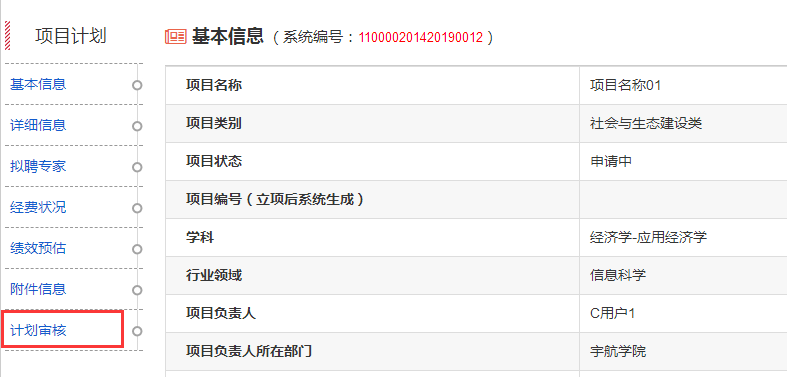 项目计划
基本信息
详细信息
拟聘专家
经费状况
绩效预估
附件信息
计划审核
基本信息（系统编号：110000201420190012）
项目名称 项目名称01
项目类别 社会与生态建设类
项目状态 申请中
项目编号（立项后系统生成）
学科 经济学-应用经济学
行业领域 信息科学
项目负责人 C用户1
项目负责人所在部门 宇航学院